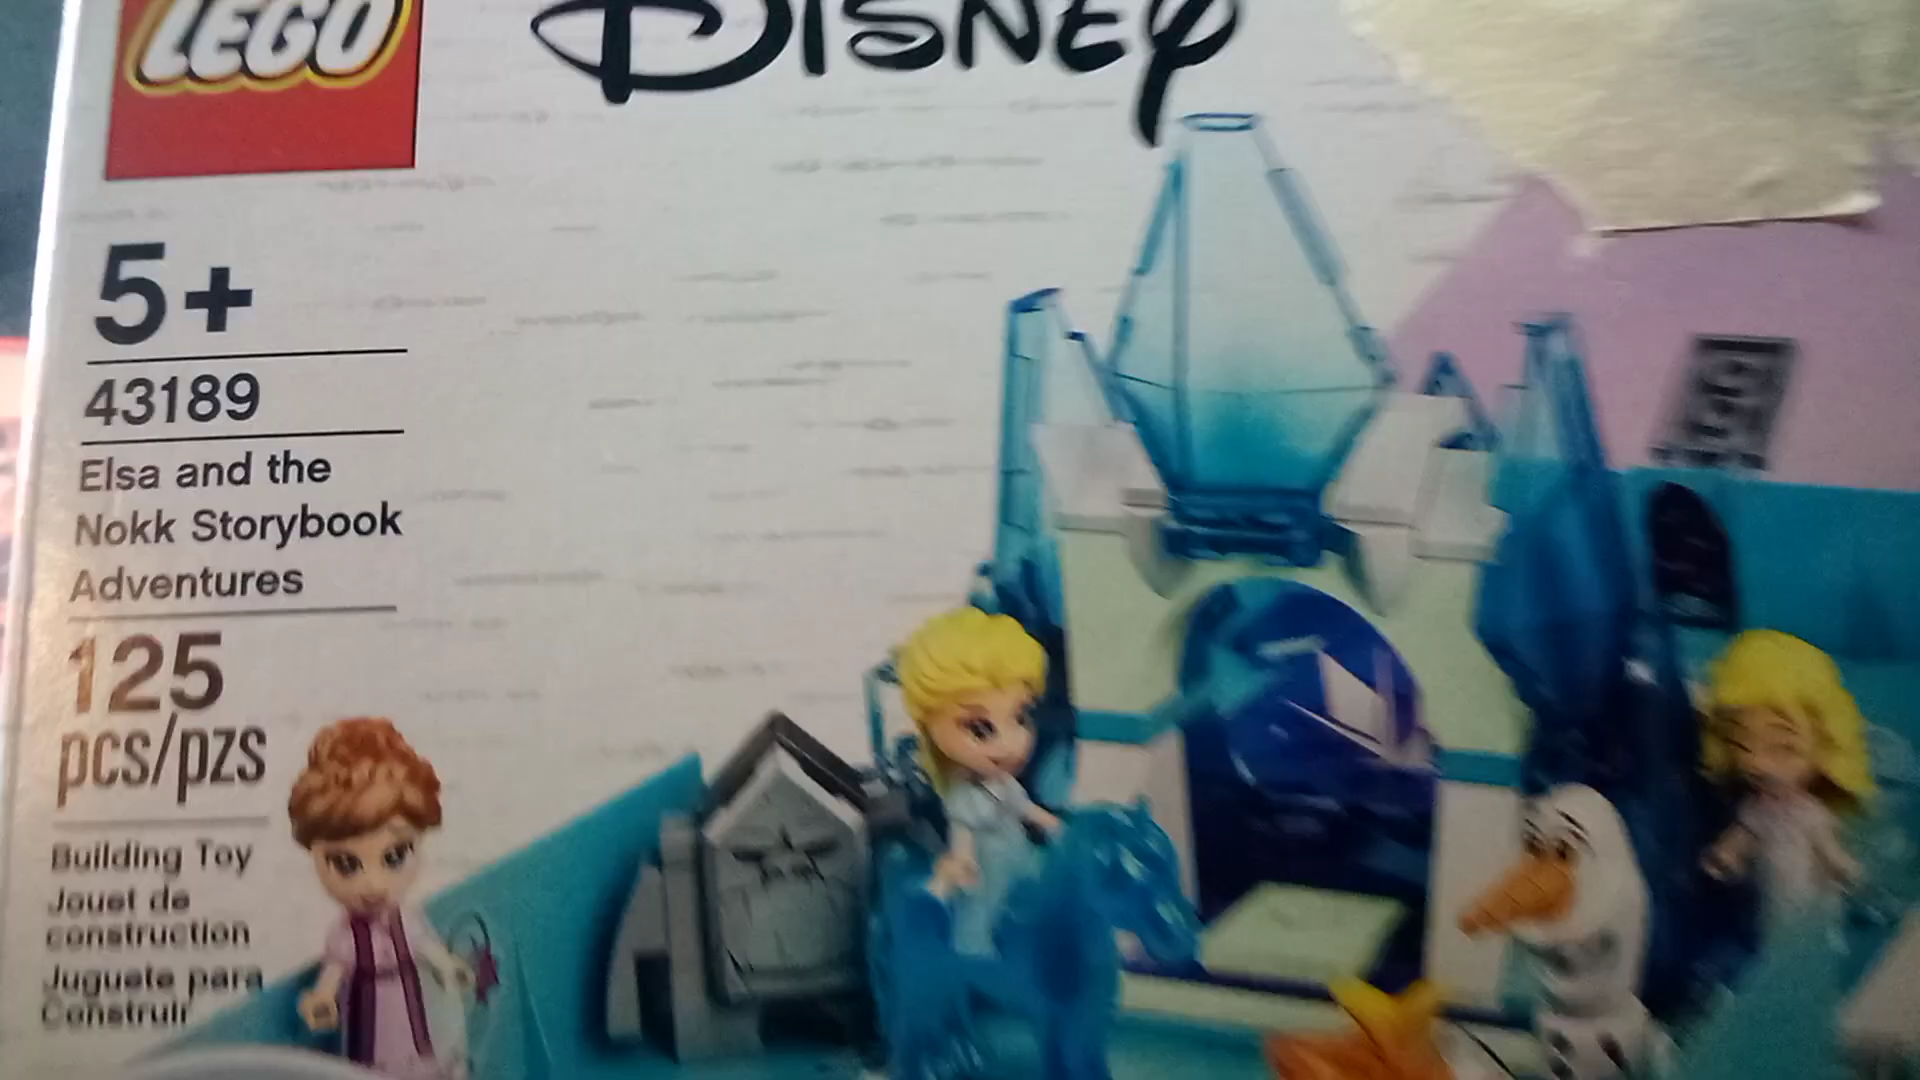 LEGO
DISNEY
5+
43189
Elsa and the
Nokk Storybook
Adventures
125
pcs/pzs
Building Toy
Jouet de
construction
Juguete para
Construir